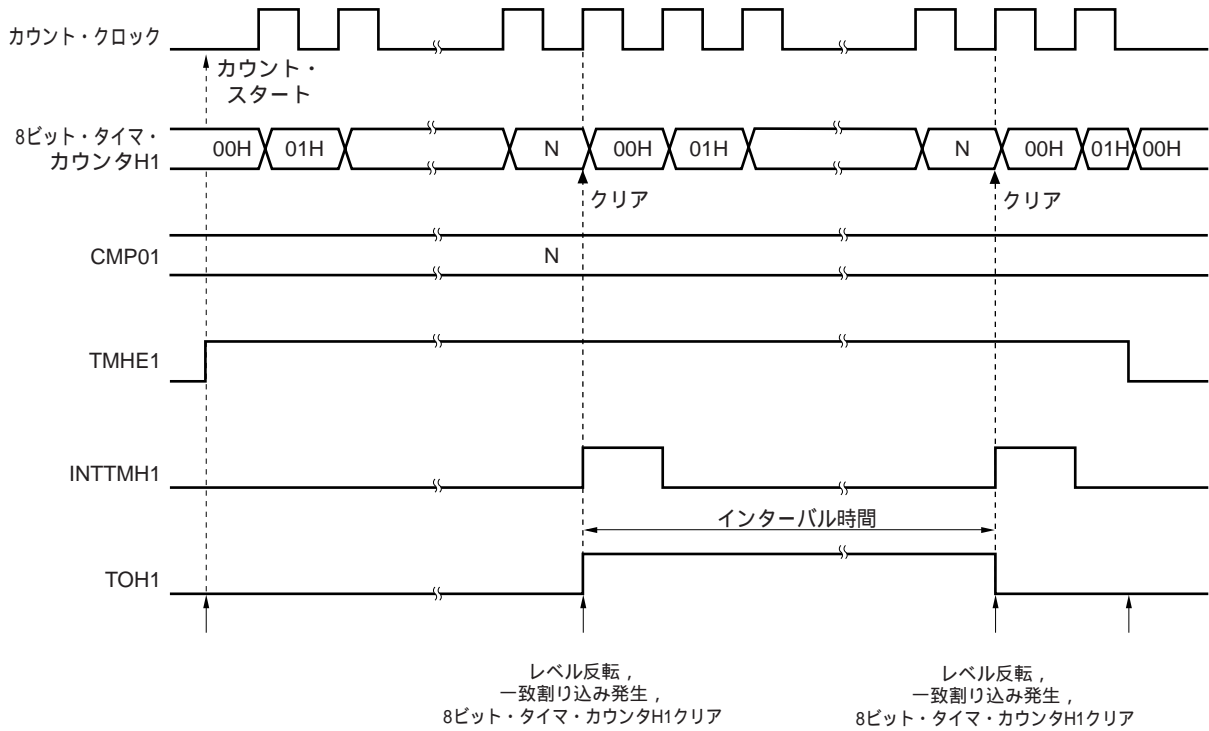 カウント・クロック
カウント・
スタート
8ビット・タイマ・
カウンタH1
00H 01H N 00H 01H N 00H 01H 00H
クリア クリア
CMP01 N
TMHE1
INTTMH1
インターバル時間
TOH1
レベル反転，
一致割り込み発生，
8ビット・タイマ・カウンタH1クリア
レベル反転，
一致割り込み発生，
8ビット・タイマ・カウンタH1クリア